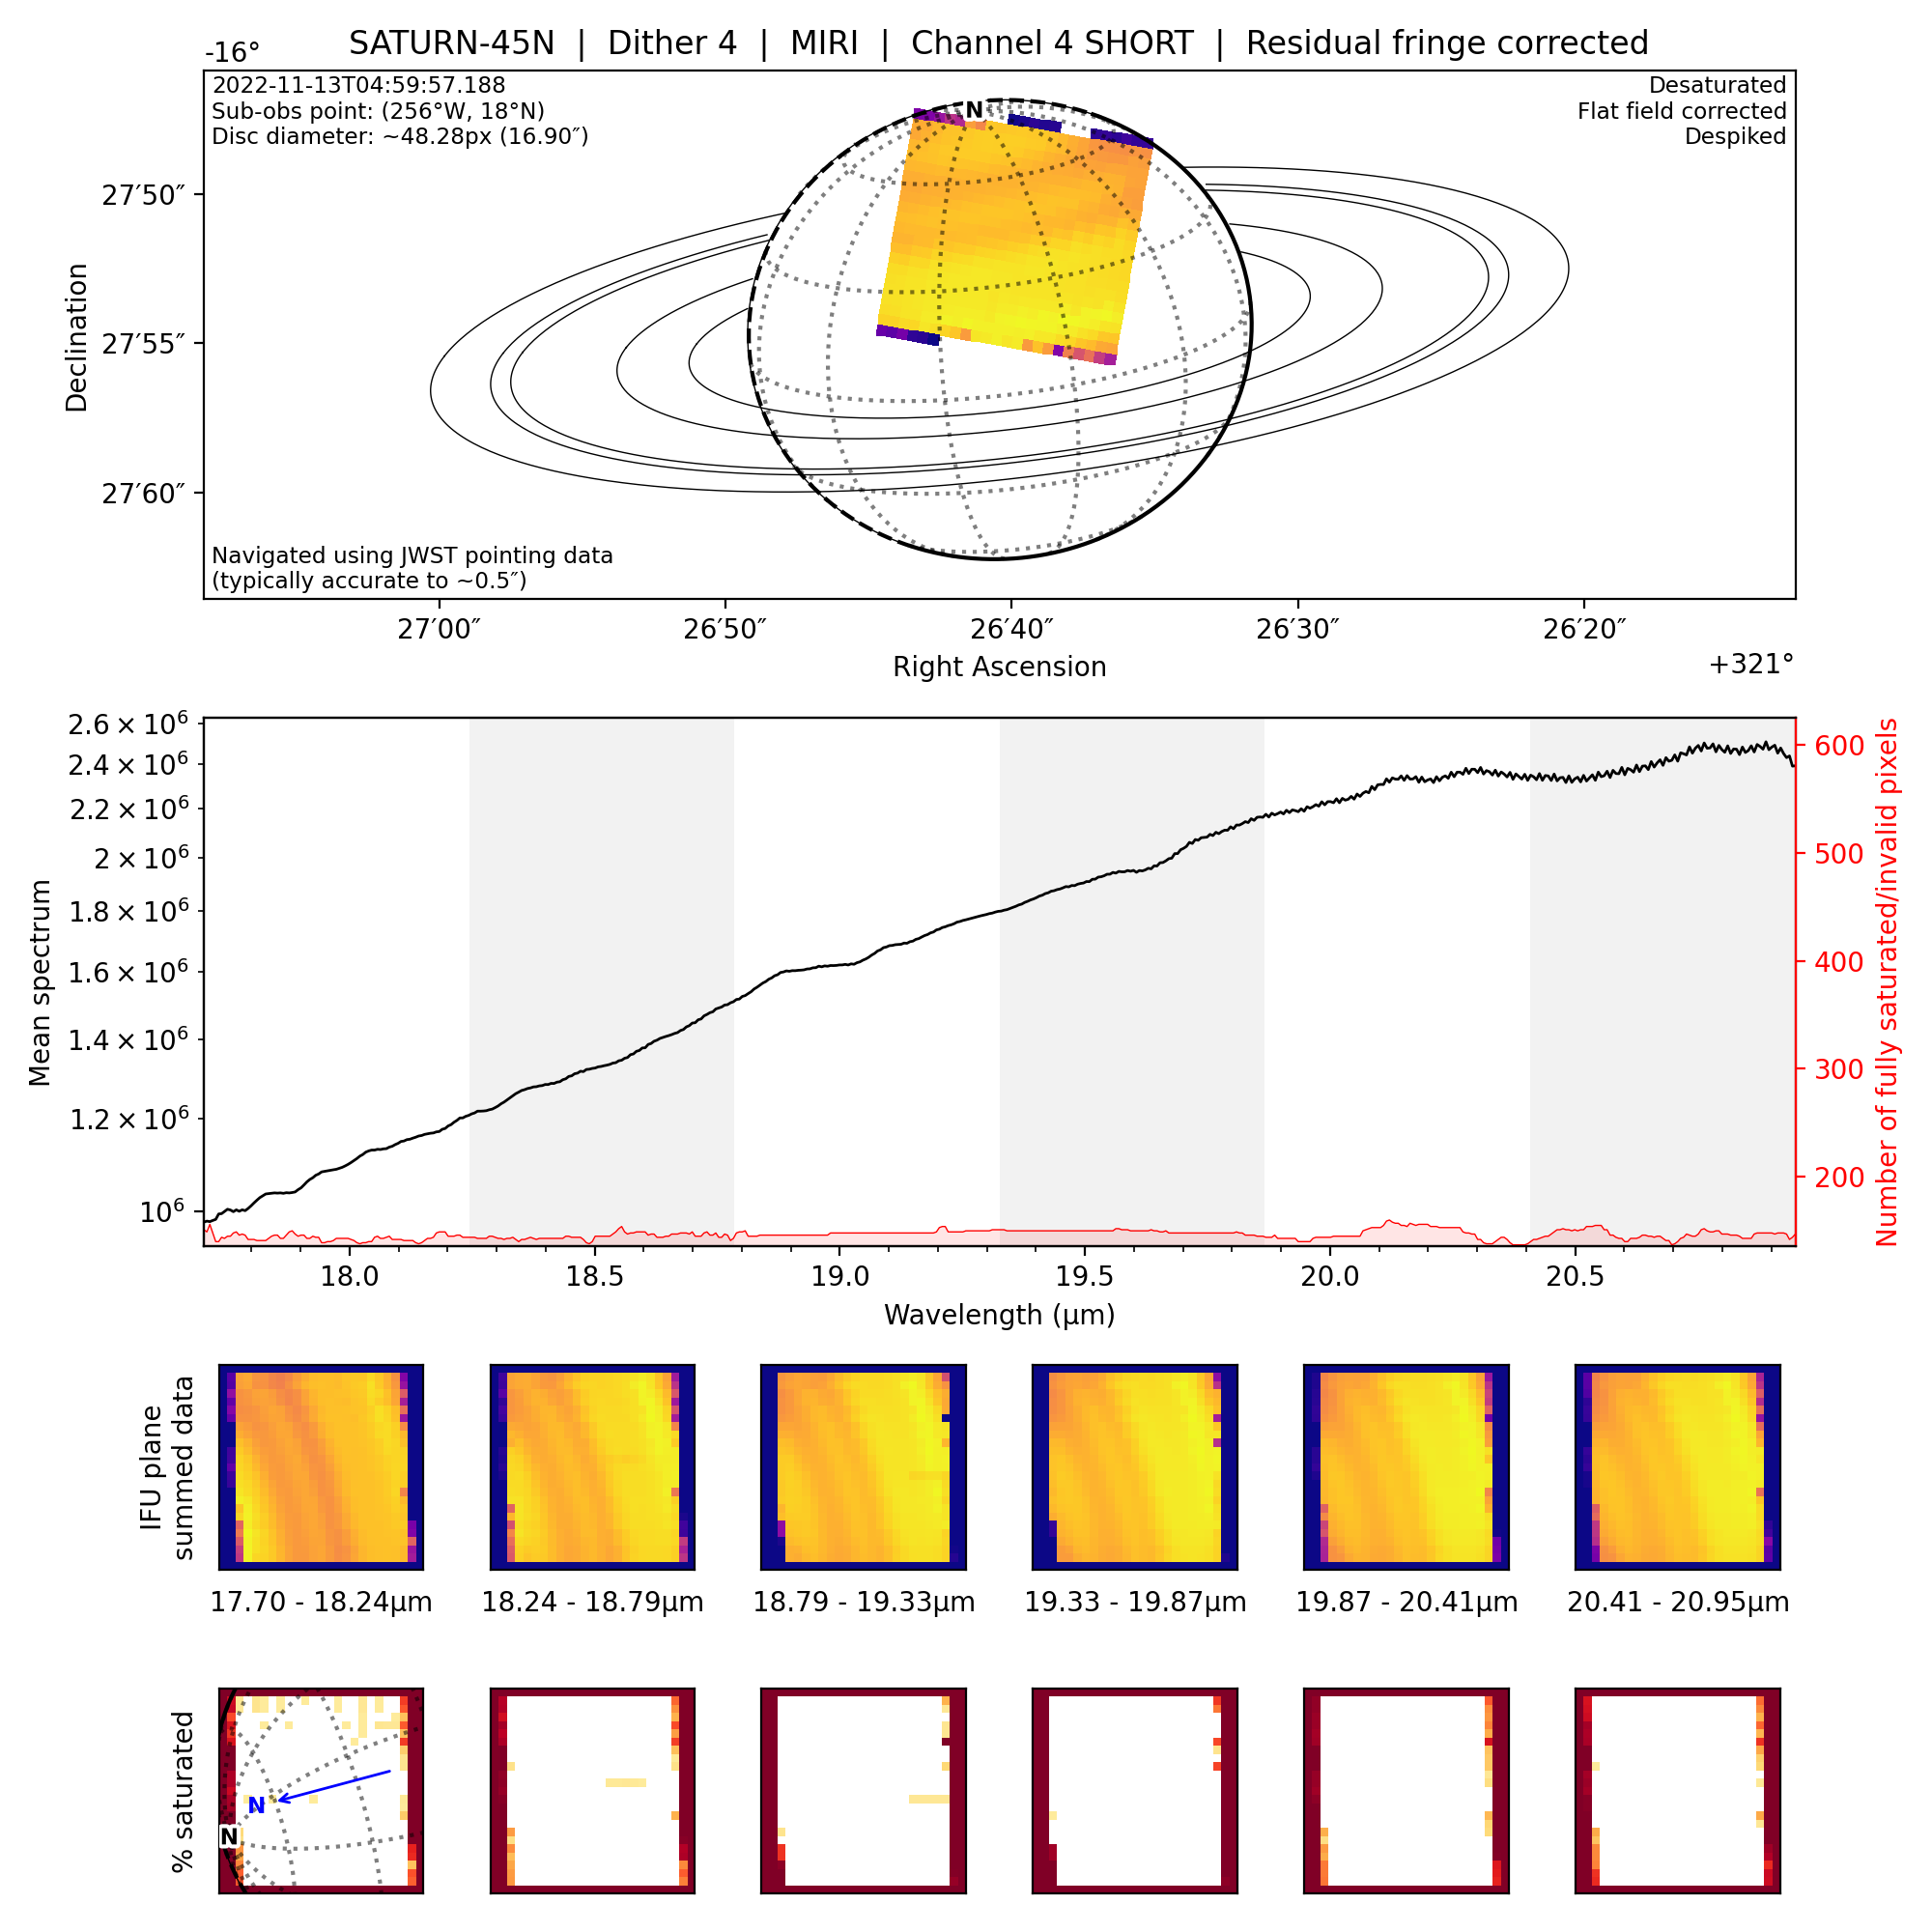 SATURN-45N | Dither 4 | MIRI | Channel 4 SHORT | Residual fringe corrected
-16°
2022-11-13T04:59:57.188
Sub-obs point: (256°W, 18°N)
Disc diameter: ~48.28px (16.90″)
Desaturated
Flat field corrected
Despiked
N
27′50″
27′55″
27′60″
Declination
Navigated using JWST pointing data
(typically accurate to ~0.5″)
27′00″ 26′50″ 26′40″ 26′30″ 26′20″
Right Ascension
+321°
2.6 × 10⁶
2.4 × 10⁶
2.2 × 10⁶
2 × 10⁶
1.8 × 10⁶
1.6 × 10⁶
1.4 × 10⁶
1.2 × 10⁶
10⁶
Mean spectrum
600
500
400
300
200
Number of fully saturated/invalid pixels
18.0 18.5 19.0 19.5 20.0 20.5
Wavelength (µm)
IFU plane
summed data
17.70 - 18.24µm 18.24 - 18.79µm 18.79 - 19.33µm 19.33 - 19.87µm 19.87 - 20.41µm 20.41 - 20.95µm
% saturated
N
N